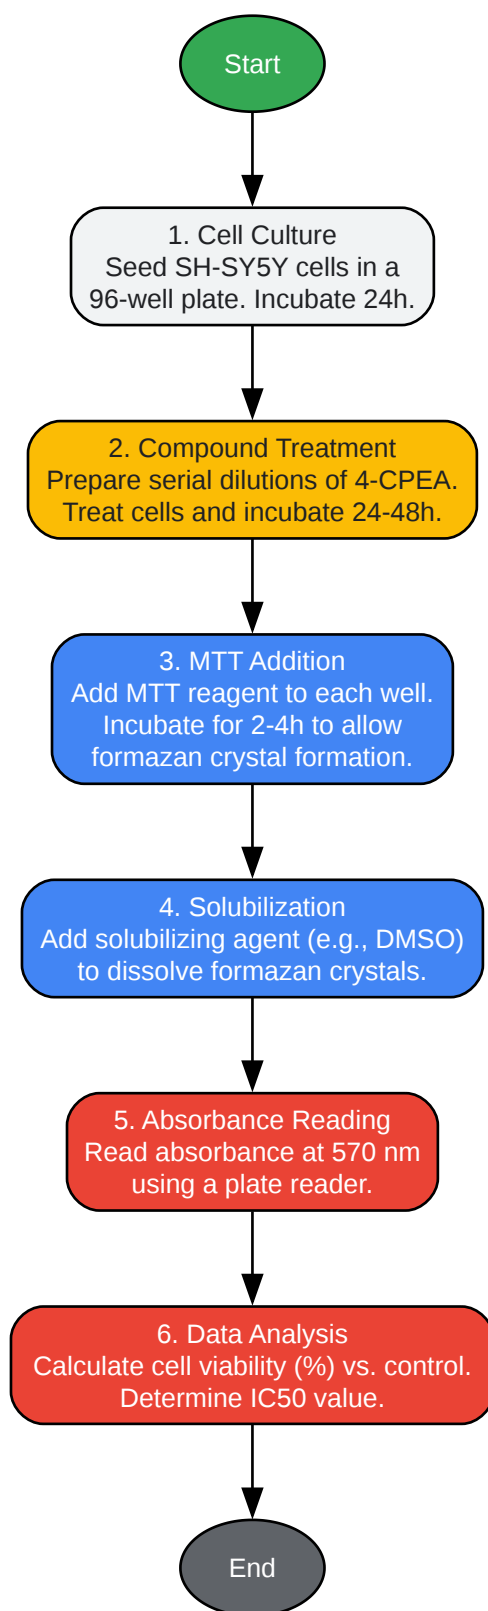 Start
1. Cell Culture
Seed SH-SY5Y cells in a
96-well plate. Incubate 24h.
2. Compound Treatment
Prepare serial dilutions of 4-CPEA.
Treat cells and incubate 24-48h.
3. MTT Addition
Add MTT reagent to each well.
Incubate for 2-4h to allow
formazan crystal formation.
4. Solubilization
Add solubilizing agent (e.g., DMSO)
to dissolve formazan crystals.
5. Absorbance Reading
Read absorbance at 570 nm
using a plate reader.
6. Data Analysis
Calculate cell viability (%) vs. control.
Determine IC50 value.
End